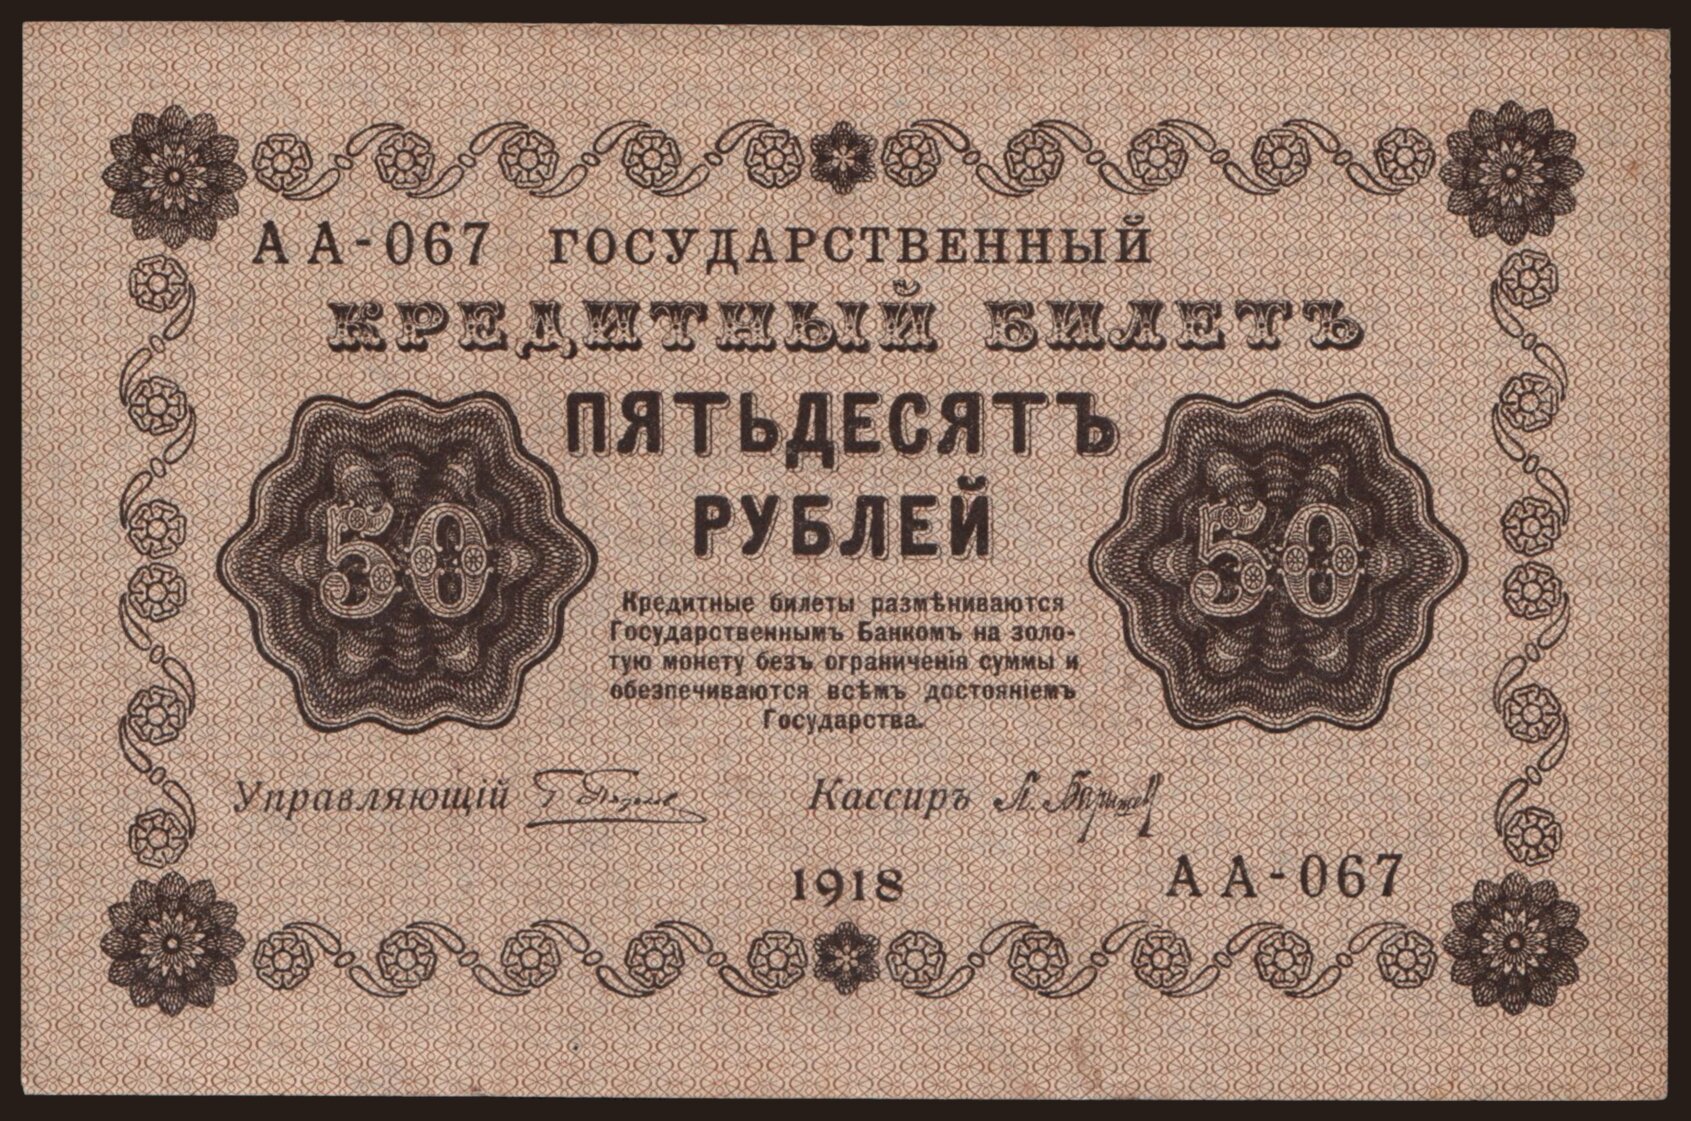 АА-067 ГОСУДАРСТВЕННЫЙ
КРЕДИТНЫЙ БИЛЕТЪ
ПЯТЬДЕСЯТЪ
РУБЛЕЙ
50
50
Кредитные билеты размѣниваются
Государственнымъ Банкомъ на золо-
тую монету безъ ограниченія суммы и
обезпечиваются всѣмъ достояніемъ
Государства.
Управляющій Кассиръ
1918
АА-067